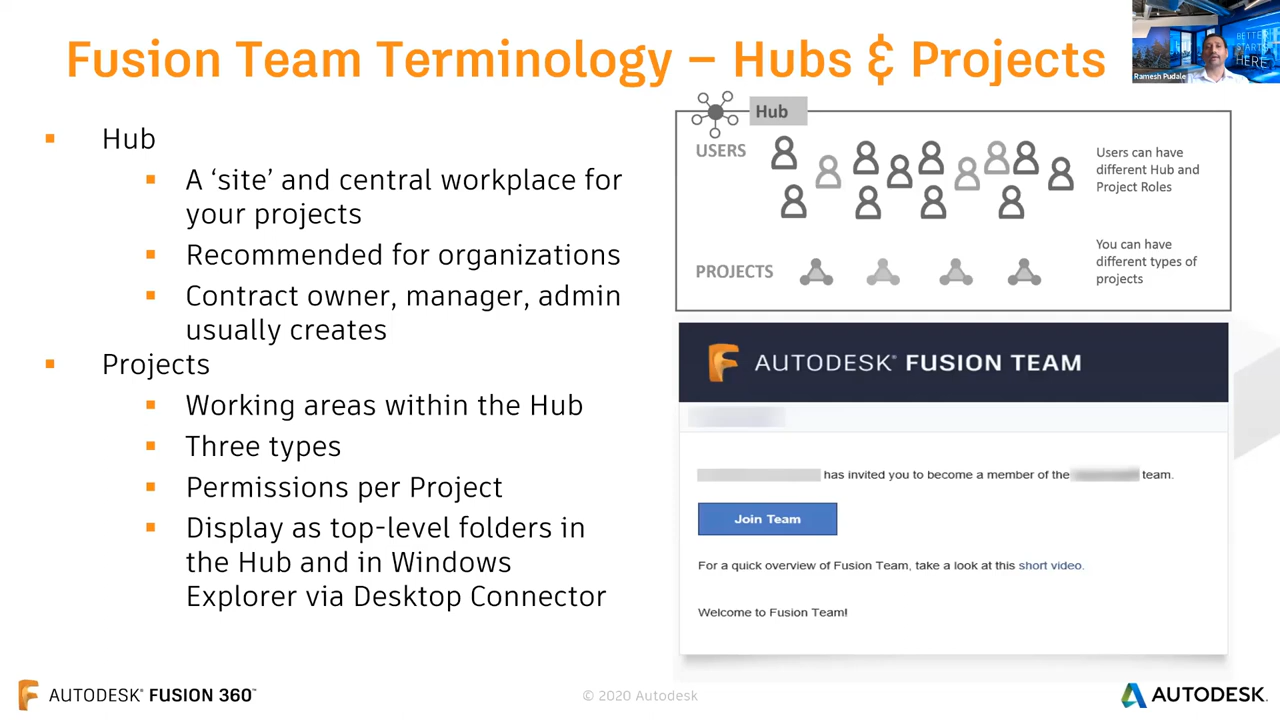 Fusion Team Terminology – Hubs & Projects
BETTER
STARTS
HERE
Ramesh Pudale
Hub
A ‘site’ and central workplace for
your projects
Recommended for organizations
Contract owner, manager, admin
usually creates
Projects
Working areas within the Hub
Three types
Permissions per Project
Display as top-level folders in
the Hub and in Windows
Explorer via Desktop Connector
Hub
USERS
Users can have
different Hub and
Project Roles
PROJECTS
You can have
different types of
projects
AUTODESK® FUSION TEAM
has invited you to become a member of the team.
Join Team
For a quick overview of Fusion Team, take a look at this short video.
Welcome to Fusion Team!
AUTODESK® FUSION 360™
© 2020 Autodesk
AUTODESK.